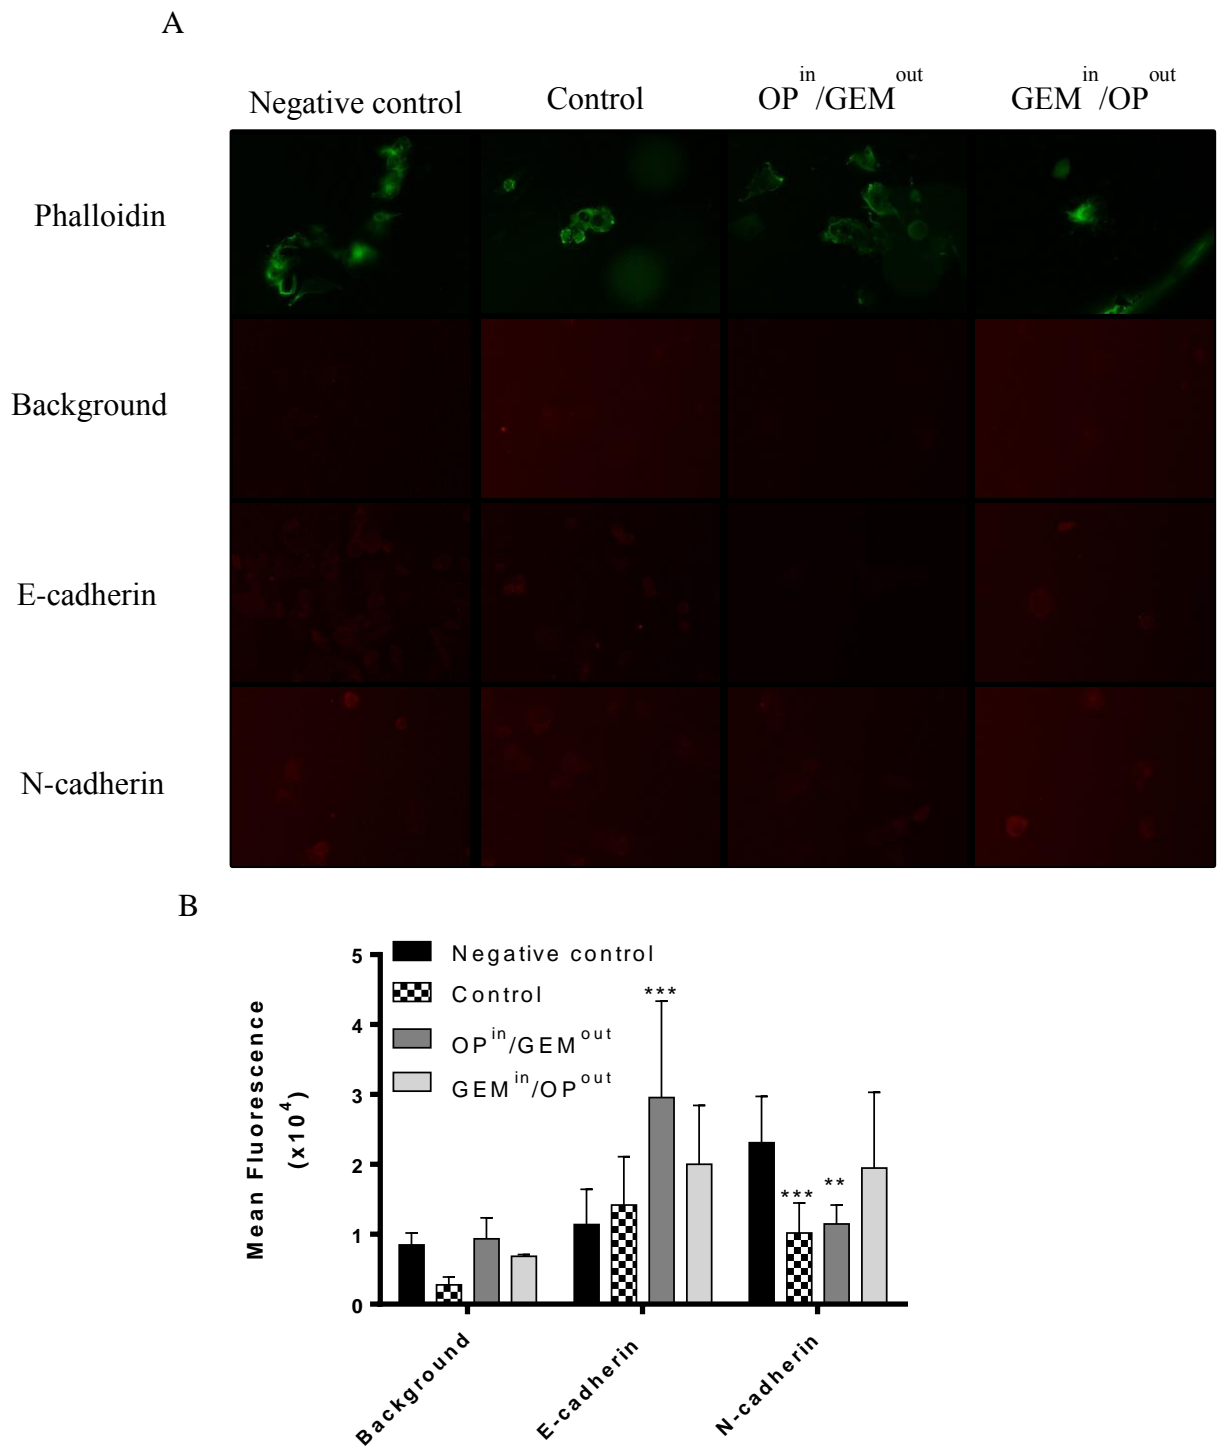 A
Negative control Control OPⁱⁿ/GEMᵒᵘᵗ GEMⁱⁿ/OPᵒᵘᵗ
Phalloidin
Background
E-cadherin
N-cadherin
B
Mean Fluorescence
(x10⁴)
5
4
3
2
1
0
Negative control
Control
OPⁱⁿ/GEMᵒᵘᵗ
GEMⁱⁿ/OPᵒᵘᵗ
***
***
**
Background
E-cadherin
N-cadherin